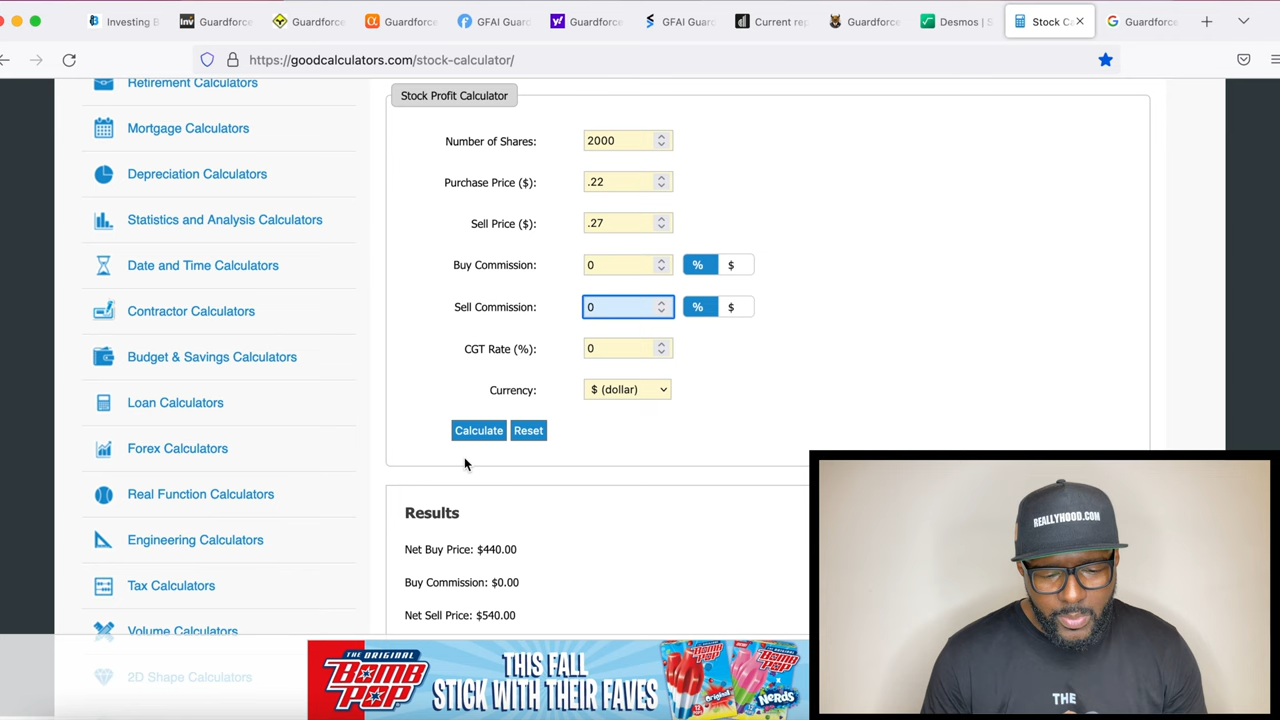 Investing B
Guardforce
Guardforce
Guardforce
GFAI Guar
Guardforce
GFAI Guar
Current rep
Guardforce
Desmos | S
Stock Ca
Guardforce
https://goodcalculators.com/stock-calculator/
Retirement Calculators
Mortgage Calculators
Depreciation Calculators
Statistics and Analysis Calculators
Date and Time Calculators
Contractor Calculators
Budget & Savings Calculators
Loan Calculators
Forex Calculators
Real Function Calculators
Engineering Calculators
Tax Calculators
Volume Calculators
2D Shape Calculators
Stock Profit Calculator
Number of Shares: 2000
Purchase Price ($): .22
Sell Price ($): .27
Buy Commission: 0 % $
Sell Commission: 0 % $
CGT Rate (%): 0
Currency: $ (dollar)
Calculate Reset
Results
Net Buy Price: $440.00
Buy Commission: $0.00
Net Sell Price: $540.00
REALLYHOOD.COM
THE
THE ORIGINAL
BOMB
POP
THIS FALL
STICK WITH THEIR FAVES